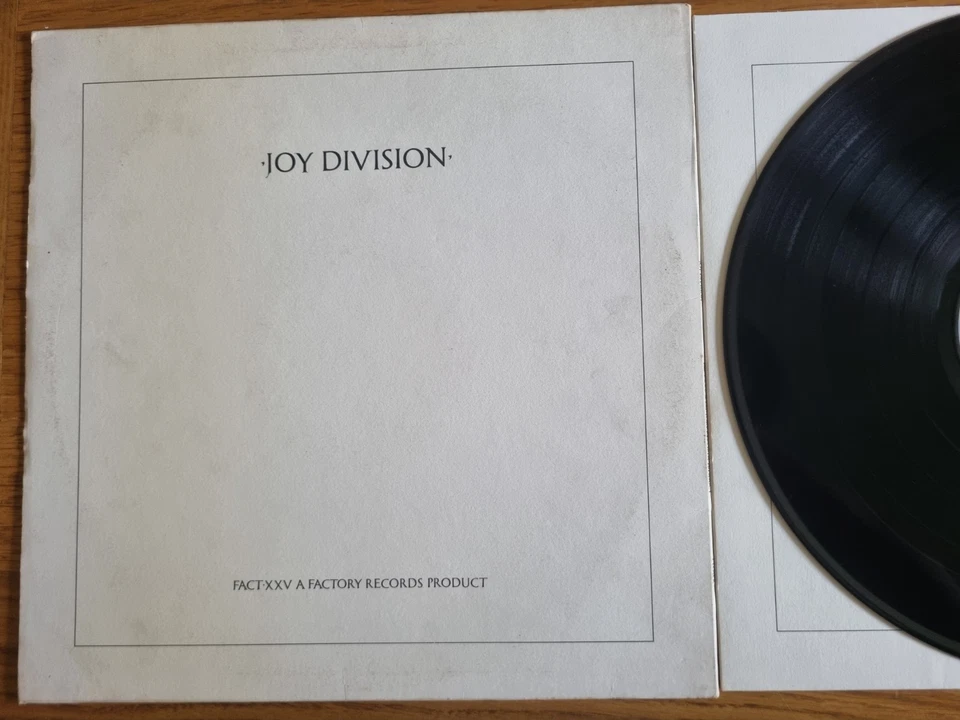 ·JOY DIVISION·
FACT·XXV A FACTORY RECORDS PRODUCT